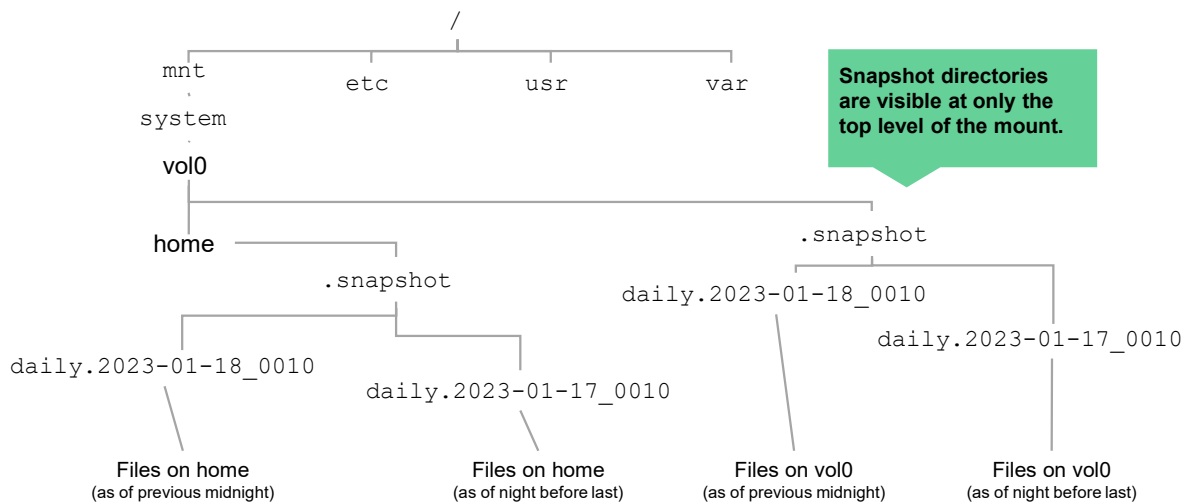 /
mnt
etc
usr
var
Snapshot directories
are visible at only the
top level of the mount.
system
vol0
home
.snapshot
.snapshot
daily.2023-01-18_0010
daily.2023-01-17_0010
daily.2023-01-18_0010
daily.2023-01-17_0010
Files on home
(as of previous midnight)
Files on home
(as of night before last)
Files on vol0
(as of previous midnight)
Files on vol0
(as of night before last)